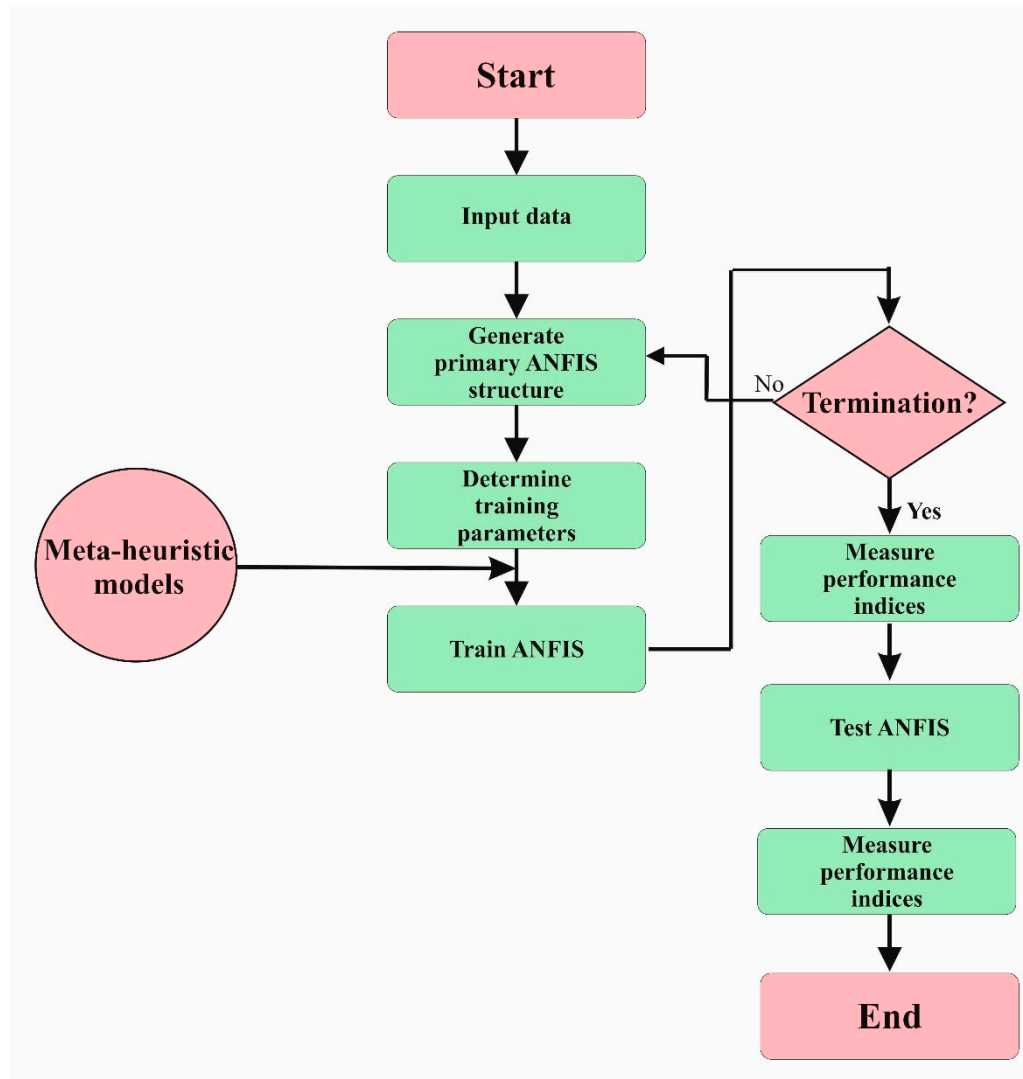 Start
Input data
Generate
primary ANFIS
structure
Determine
training
parameters
Meta-heuristic
models
Train ANFIS
No
Termination?
Yes
Measure
performance
indices
Test ANFIS
Measure
performance
indices
End